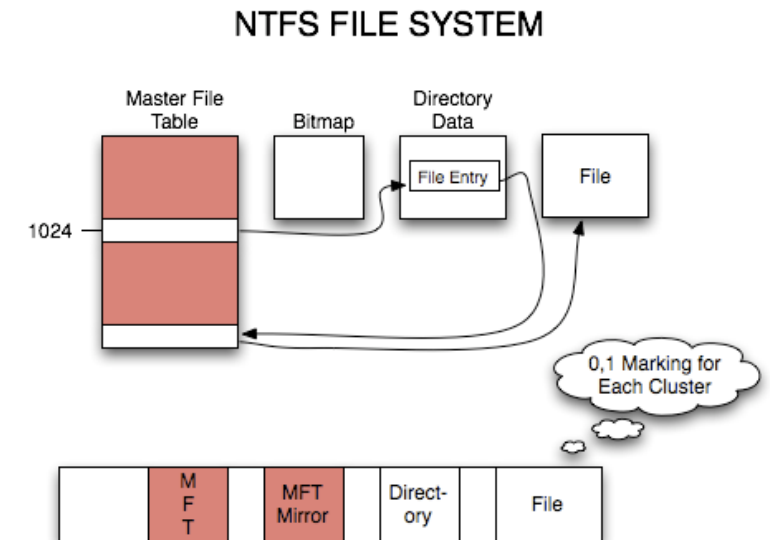 NTFS FILE SYSTEM
Master File
Table
Bitmap
Directory
Data
File Entry
File
1024
0,1 Marking for
Each Cluster
M
F
T
MFT
Mirror
Direct-
ory
File